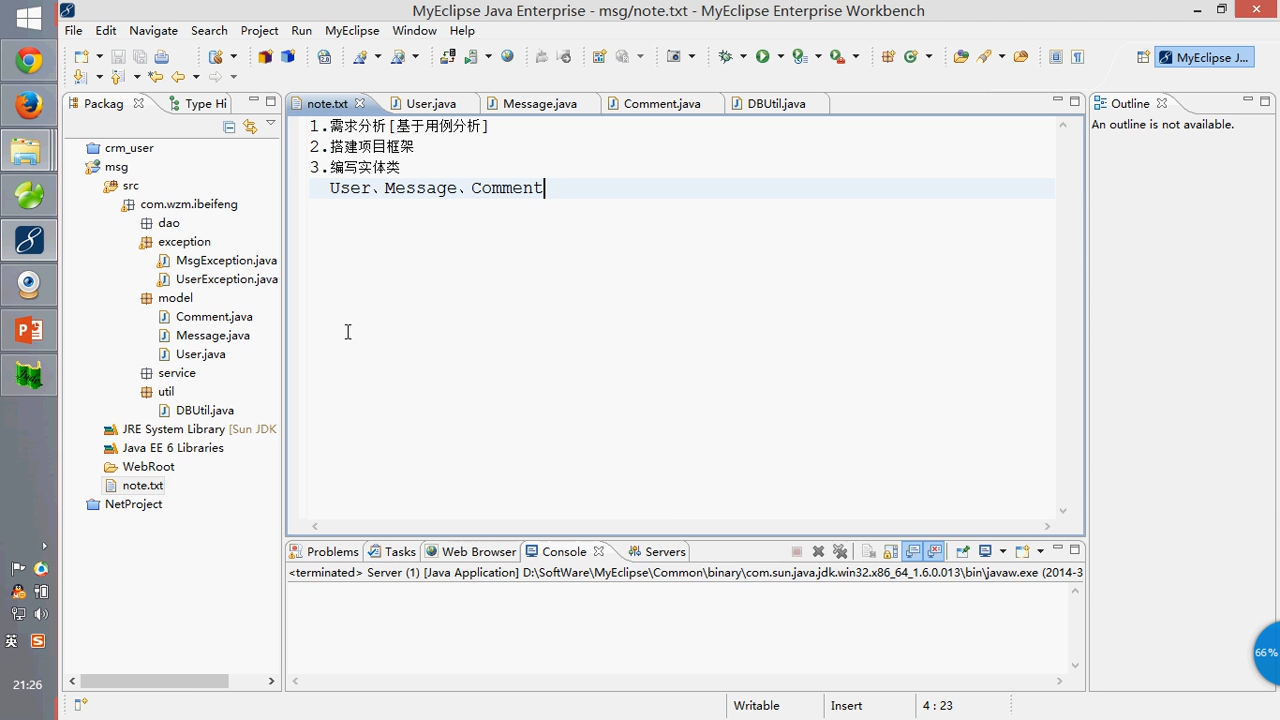 MyEclipse Java Enterprise - msg/note.txt - MyEclipse Enterprise Workbench
File Edit Navigate Search Project Run MyEclipse Window Help
MyEclipse J...
Packag
Type Hi
note.txt
User.java
Message.java
Comment.java
DBUtil.java
Outline
An outline is not available.
crm_user
msg
src
com.wzm.ibeifeng
dao
exception
MsgException.java
UserException.java
model
Comment.java
Message.java
User.java
service
util
DBUtil.java
JRE System Library [Sun JDK
Java EE 6 Libraries
WebRoot
note.txt
NetProject
1.需求分析[基于用例分析]
2.搭建项目框架
3.编写实体类
User、Message、Comment
Problems Tasks Web Browser Console Servers
<terminated> Server (1) [Java Application] D:\SoftWare\MyEclipse\Common\binary\com.sun.java.jdk.win32.x86_64_1.6.0.013\bin\javaw.exe (2014-3
66%
英
21:26
Writable Insert 4 : 23